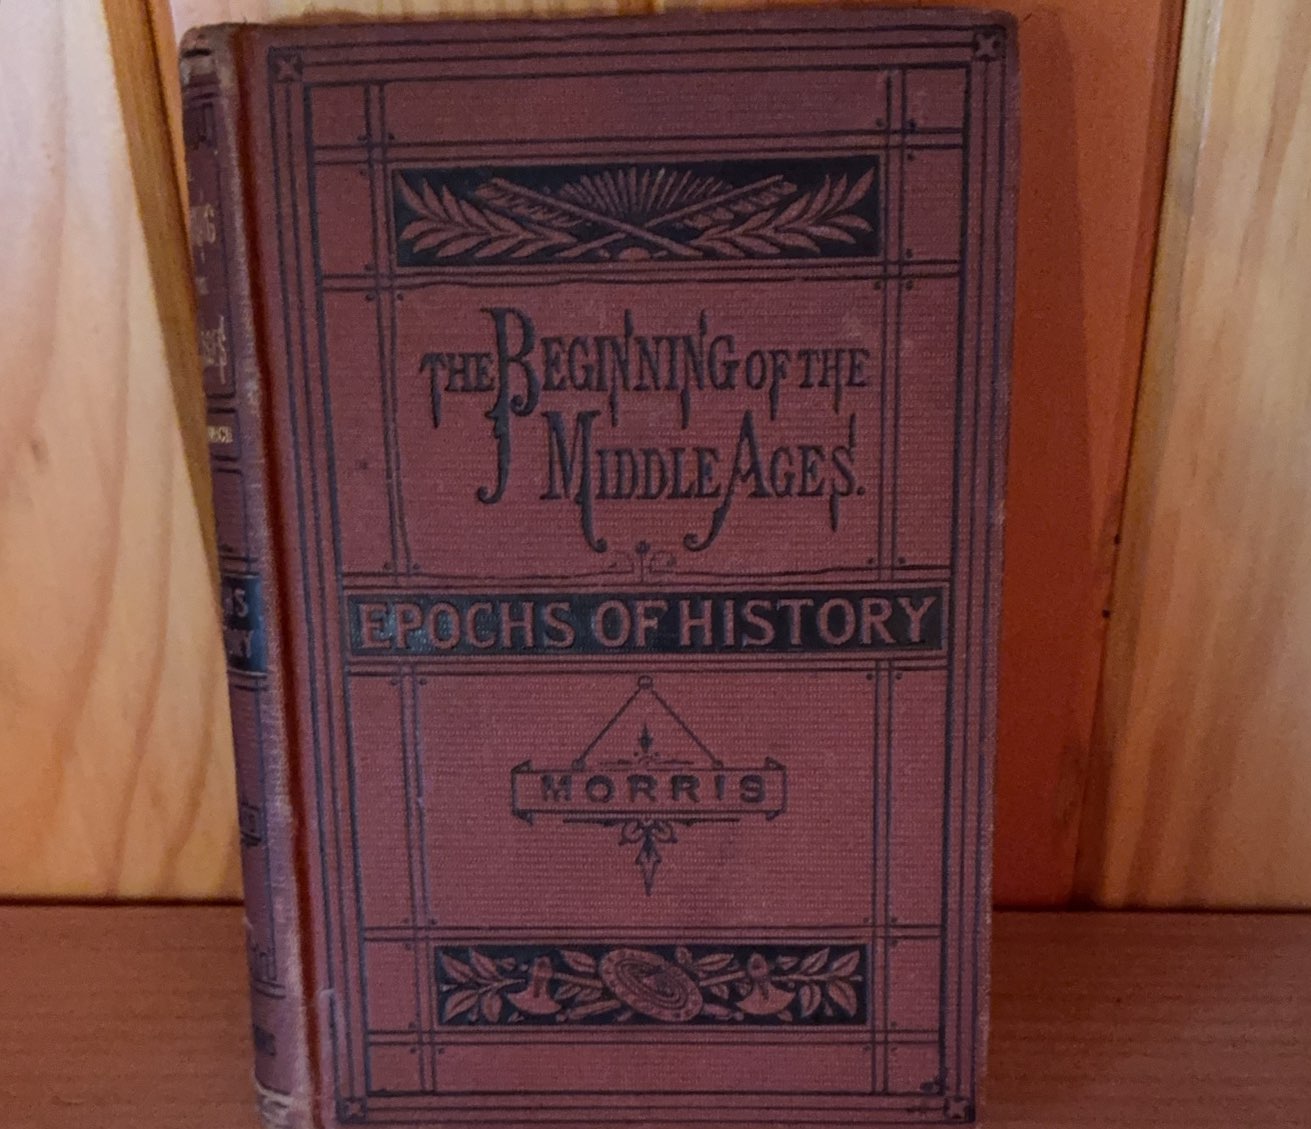 THE BEGINNING OF THE
MIDDLE AGES.
EPOCHS OF HISTORY
MORRIS